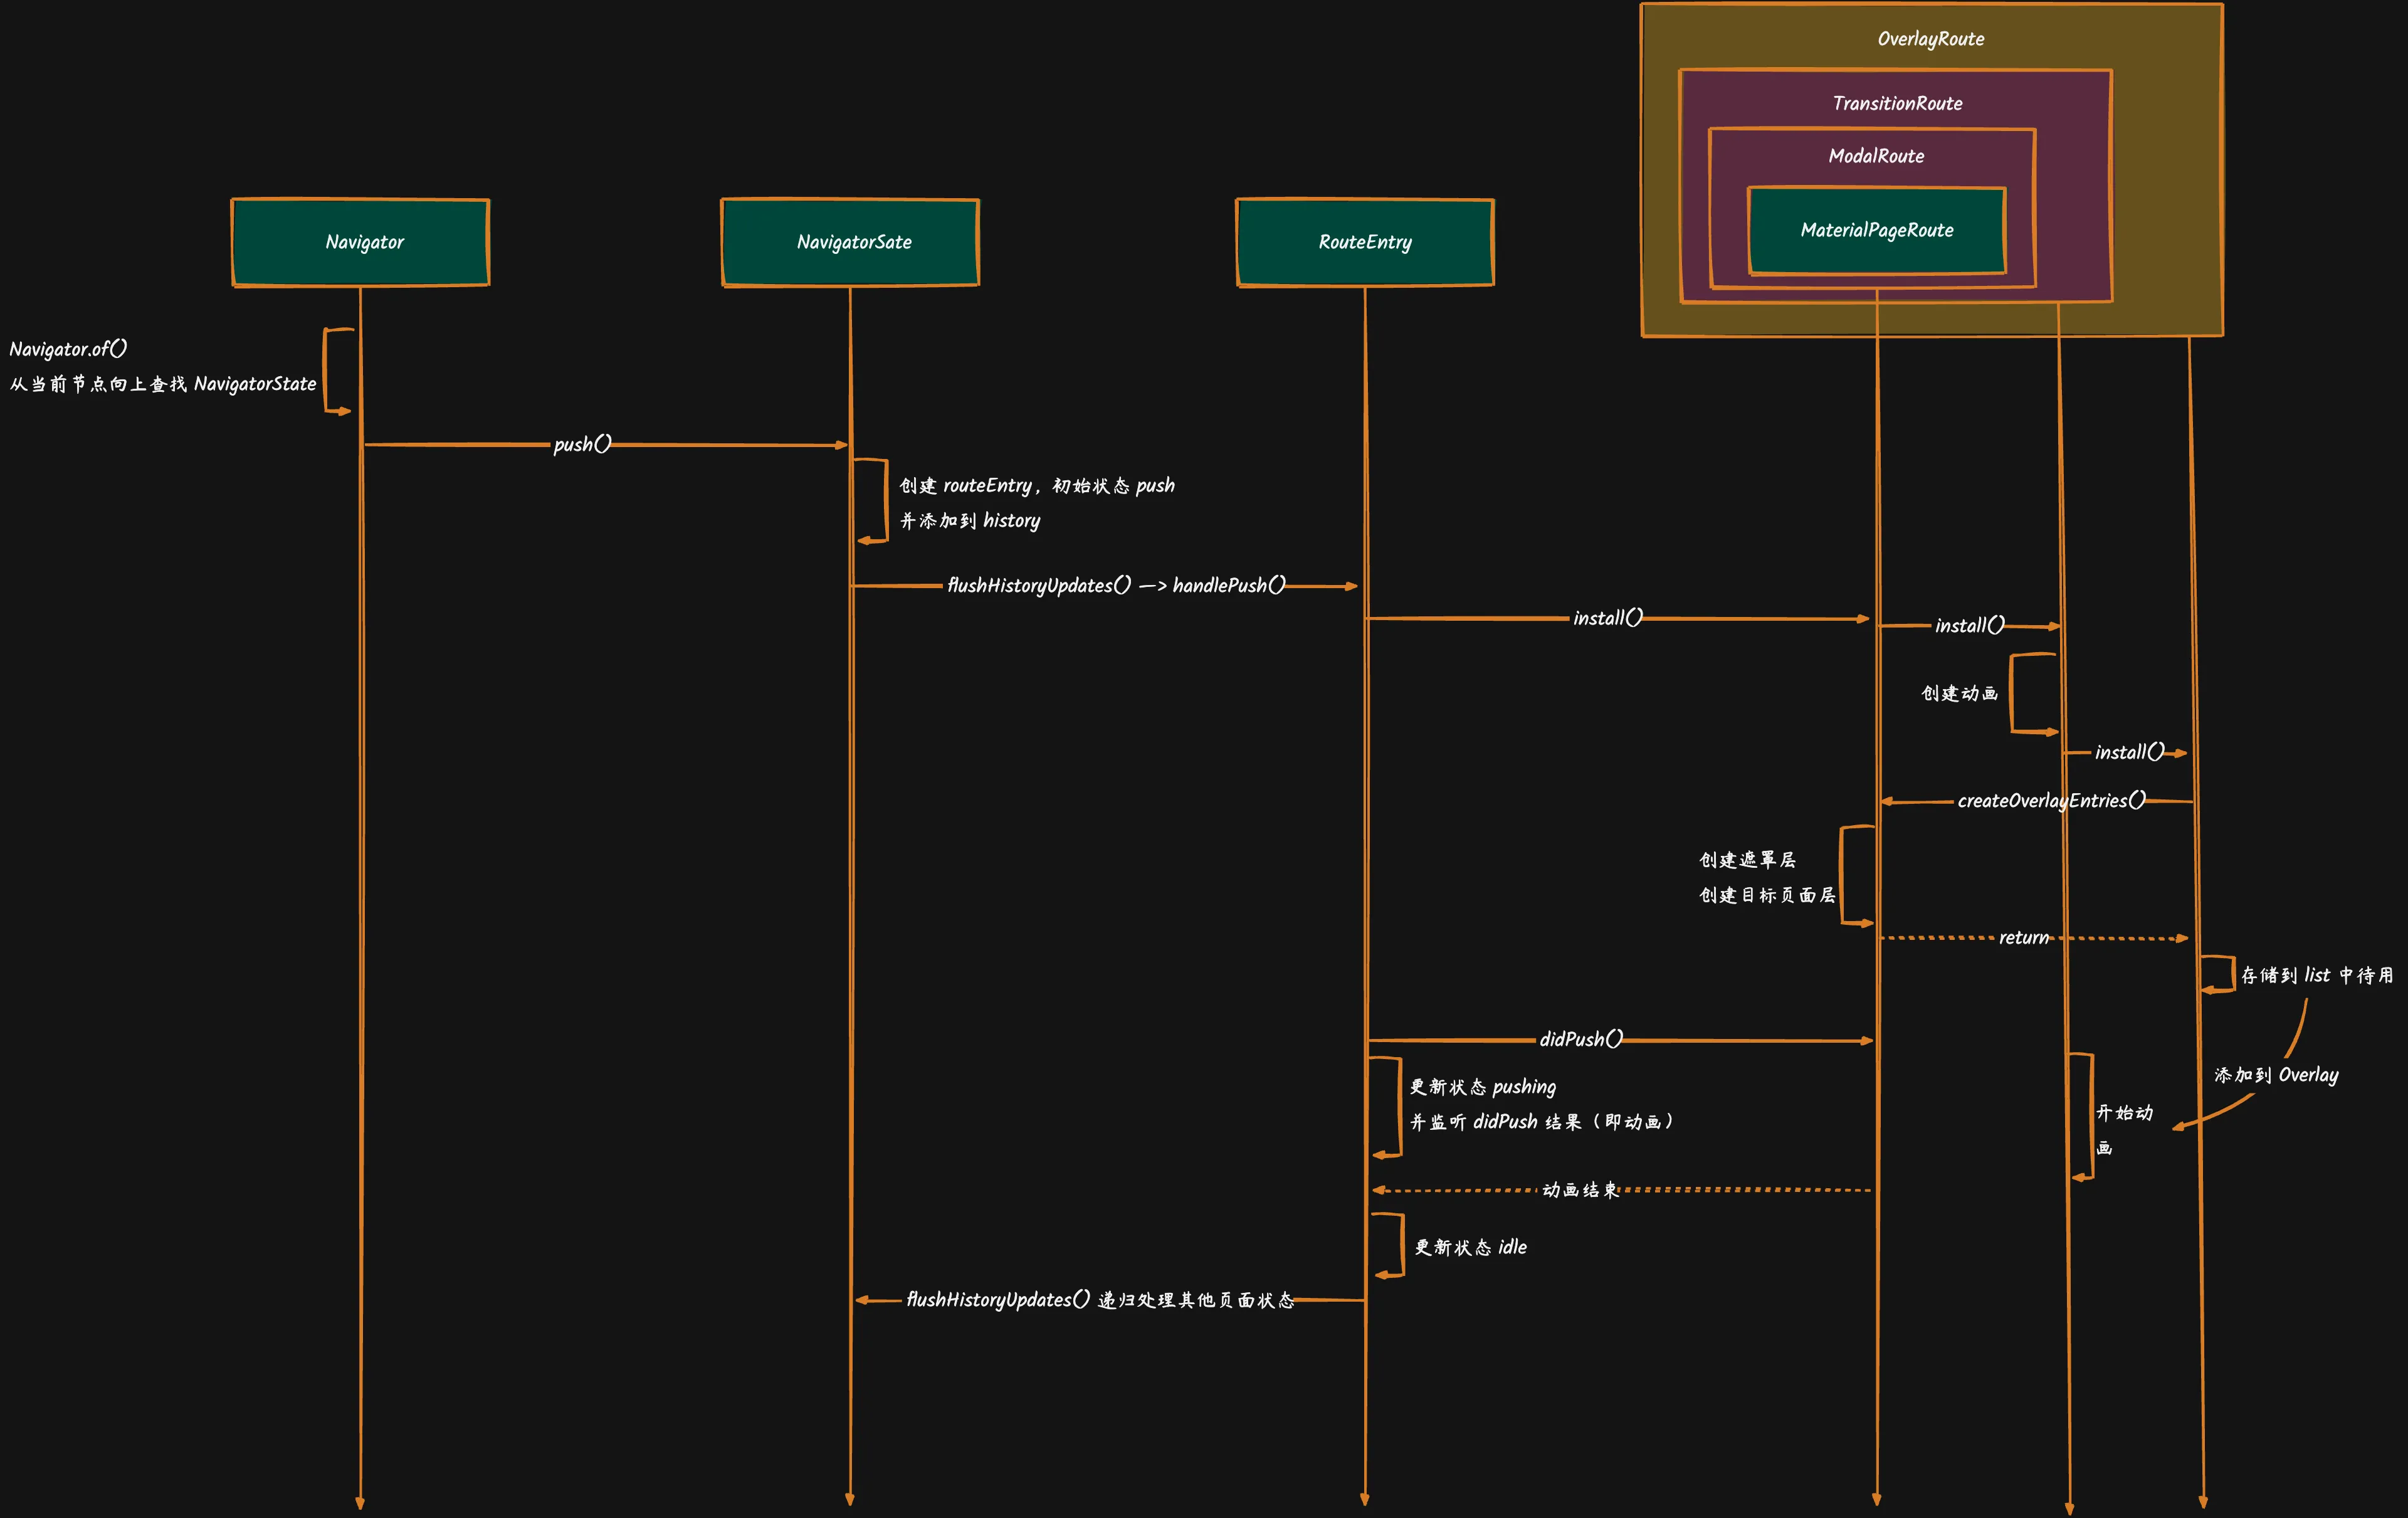 OverlayRoute
TransitionRoute
ModalRoute
MaterialPageRoute
Navigator
NavigatorSate
RouteEntry
Navigator.of()
从当前节点向上查找 NavigatorState
push()
创建 routeEntry，初始状态 push
并添加到 history
flushHistoryUpdates() —> handlePush()
install()
install()
创建动画
install()
createOverlayEntries()
创建遮罩层
创建目标页面层
return
存储到 list 中待用
didPush()
添加到 Overlay
更新状态 pushing
并监听 didPush 结果（即动画）
开始动
画
动画结束
更新状态 idle
flushHistoryUpdates() 递归处理其他页面状态